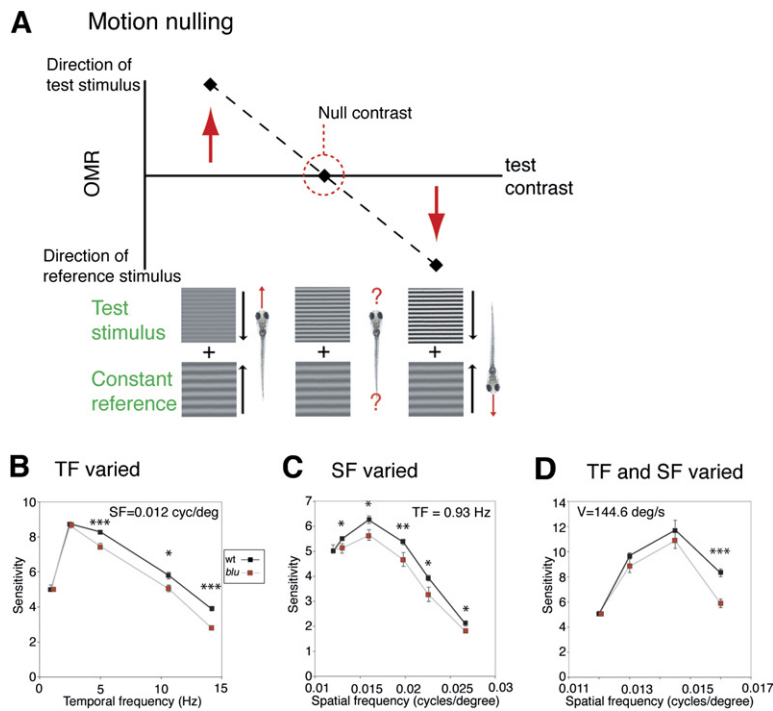 A Motion nulling
Direction of
test stimulus
Null contrast
OMR
test
contrast
Direction of
reference stimulus
Test
stimulus
? 
+ + +
Constant
reference
?
B TF varied
SF=0.012 cyc/deg
*** * ***
wt
blu
Sensitivity
10
8
6
4
2
0
0 5 10 15
Temporal frequency (Hz)
C SF varied
TF = 0.93 Hz
* * ** * *
Sensitivity
7
6
5
4
3
2
1
0
0.01 0.015 0.02 0.025 0.03
Spatial frequency (cycles/degree)
D TF and SF varied
V=144.6 deg/s
***
Sensitivity
14
12
10
8
6
4
2
0
0.011 0.013 0.015 0.017
Spatial frequency (cycles/degree)